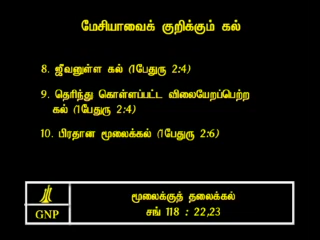 மேசியாவைக் குறிக்கும் கல்
8. ஜீவனுள்ள கல் (1பேதுரு 2:4)
9. தெரிந்து கொள்ளப்பட்ட விலையேறப்பெற்ற
கல் (1பேதுரு 2:4)
10. பிரதான மூலைக்கல் (1பேதுரு 2:6)
GNP
மூலைக்குத் தலைக்கல்
சங் 118 : 22,23